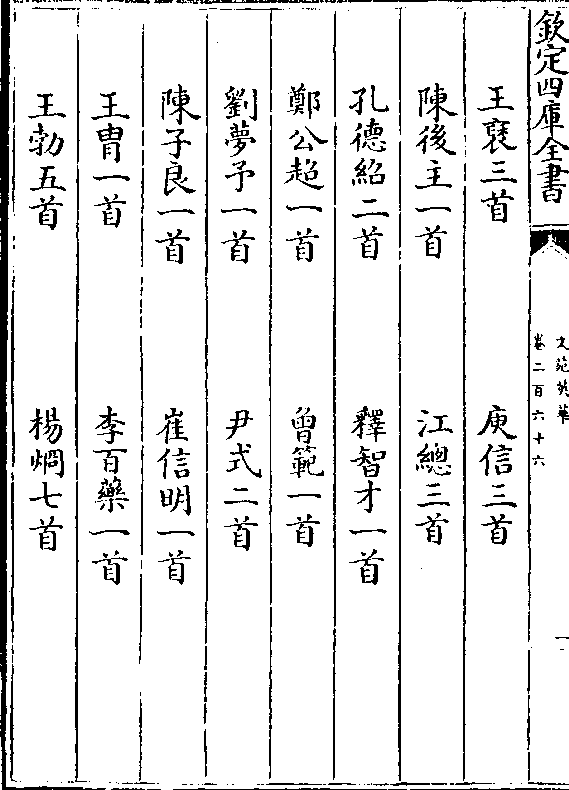 欽定四庫全書
文苑英華
卷二百六十六
一
王裒三首
庾信三首
陳後主一首
江總三首
孔德紹二首
釋智才一首
鄭公超一首
曾範一首
劉夢予一首
尹式二首
陳子良一首
崔信明一首
王胄一首
李百藥一首
王勃五首
楊烱七首